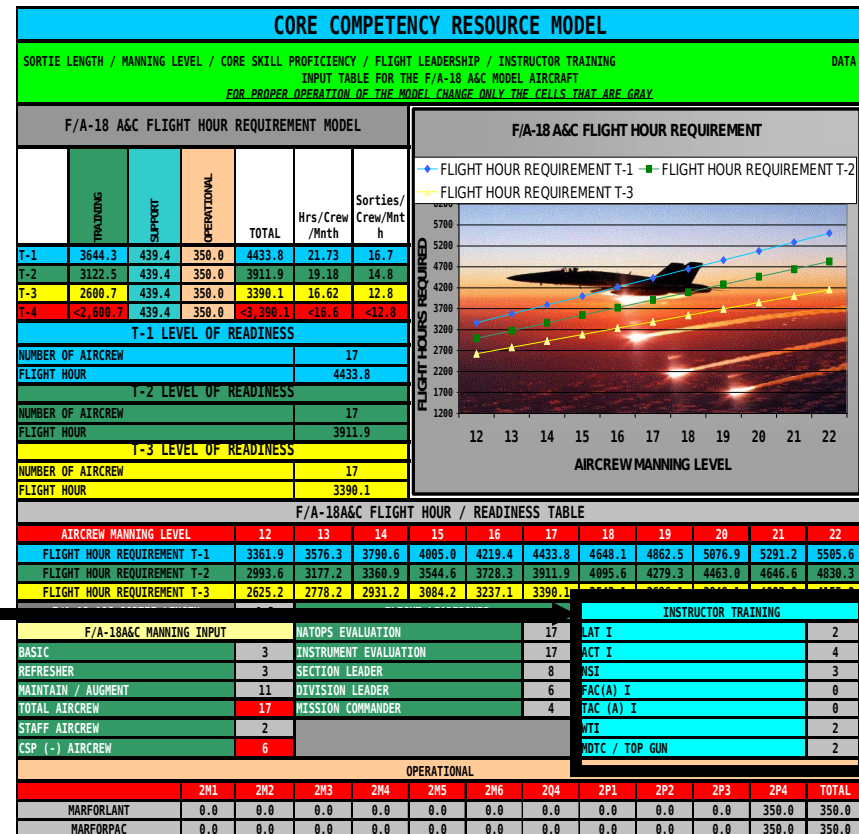 CORE COMPETENCY RESOURCE MODEL
SORTIE LENGTH / MANNING LEVEL / CORE SKILL PROFICIENCY / FLIGHT LEADERSHIP / INSTRUCTOR TRAINING DATA
INPUT TABLE FOR THE F/A-18 A&C MODEL AIRCRAFT
FOR PROPER OPERATION OF THE MODEL CHANGE ONLY THE CELLS THAT ARE GRAY
F/A-18 A&C FLIGHT HOUR REQUIREMENT MODEL
TRAINING SUPPORT OPERATIONAL TOTAL Hrs/Crew /Mnth Sorties/ Crew/Mnt h
T-1 3644.3 439.4 350.0 4433.8 21.73 16.7
T-2 3122.5 439.4 350.0 3911.9 19.18 14.8
T-3 2600.7 439.4 350.0 3390.1 16.62 12.8
T-4 <2,600.7 439.4 350.0 <3,390.1 <16.6 <12.8
T-1 LEVEL OF READINESS
NUMBER OF AIRCREW 17
FLIGHT HOUR 4433.8
T-2 LEVEL OF READINESS
NUMBER OF AIRCREW 17
FLIGHT HOUR 3911.9
T-3 LEVEL OF READINESS
NUMBER OF AIRCREW 17
FLIGHT HOUR 3390.1
F/A-18 A&C FLIGHT HOUR REQUIREMENT
FLIGHT HOUR REQUIREMENT T-1 FLIGHT HOUR REQUIREMENT T-2
FLIGHT HOUR REQUIREMENT T-3
FLIGHT HOURS REQUIRED
6200
5700
5200
4700
4200
3700
3200
2700
2200
1700
1200
12 13 14 15 16 17 18 19 20 21 22
AIRCREW MANNING LEVEL
F/A-18A&C FLIGHT HOUR / READINESS TABLE
AIRCREW MANNING LEVEL 12 13 14 15 16 17 18 19 20 21 22
FLIGHT HOUR REQUIREMENT T-1 3361.9 3576.3 3790.6 4005.0 4219.4 4433.8 4648.1 4862.5 5076.9 5291.2 5505.6
FLIGHT HOUR REQUIREMENT T-2 2993.6 3177.2 3360.9 3544.6 3728.3 3911.9 4095.6 4279.3 4463.0 4646.6 4830.3
FLIGHT HOUR REQUIREMENT T-3 2625.2 2778.2 2931.2 3084.2 3237.1 3390.1
F/A-18A&C MANNING INPUT
BASIC 3
REFRESHER 3
MAINTAIN / AUGMENT 11
TOTAL AIRCREW 17
STAFF AIRCREW 2
CSP (-) AIRCREW 6
NATOPS EVALUATION 17
INSTRUMENT EVALUATION 17
SECTION LEADER 8
DIVISION LEADER 6
MISSION COMMANDER 4
INSTRUCTOR TRAINING
LAT I 2
ACT I 4
NSI 3
FAC(A) I 0
TAC (A) I 0
WTI 2
MDTC / TOP GUN 2
OPERATIONAL
2M1 2M2 2M3 2M4 2M5 2M6 2Q4 2P1 2P2 2P3 2P4 TOTAL
MARFORLANT 0.0 0.0 0.0 0.0 0.0 0.0 0.0 0.0 0.0 0.0 350.0 350.0
MARFORPAC 0.0 0.0 0.0 0.0 0.0 0.0 0.0 0.0 0.0 0.0 350.0 350.0